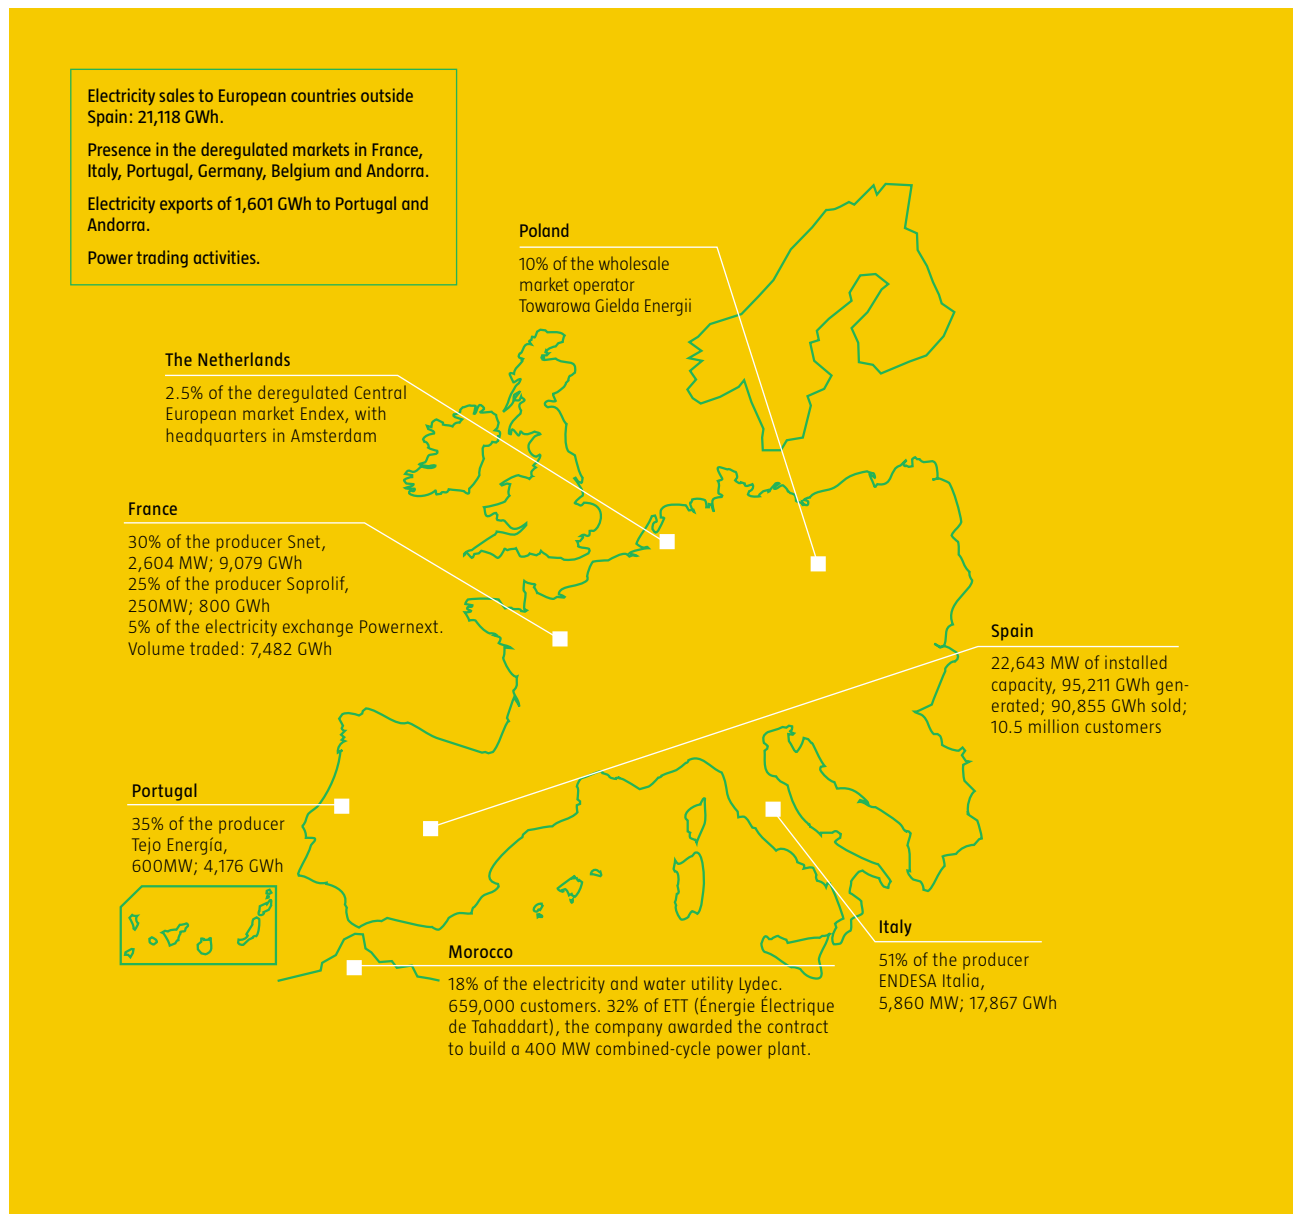 Electricity sales to European countries outside
Spain: 21,118 GWh.
Presence in the deregulated markets in France,
Italy, Portugal, Germany, Belgium and Andorra.
Electricity exports of 1,601 GWh to Portugal and
Andorra.
Power trading activities.
Poland
10% of the wholesale
market operator
Towarowa Gielda Energii
The Netherlands
2.5% of the deregulated Central
European market Endex, with
headquarters in Amsterdam
France
30% of the producer Snet,
2,604 MW; 9,079 GWh
25% of the producer Soprolif,
250MW; 800 GWh
5% of the electricity exchange Powernext.
Volume traded: 7,482 GWh
Spain
22,643 MW of installed
capacity, 95,211 GWh gen-
erated; 90,855 GWh sold;
10.5 million customers
Portugal
35% of the producer
Tejo Energía,
600MW; 4,176 GWh
Italy
51% of the producer
ENDESA Italia,
5,860 MW; 17,867 GWh
Morocco
18% of the electricity and water utility Lydec.
659,000 customers. 32% of ETT (Énergie Électrique
de Tahaddart), the company awarded the contract
to build a 400 MW combined-cycle power plant.